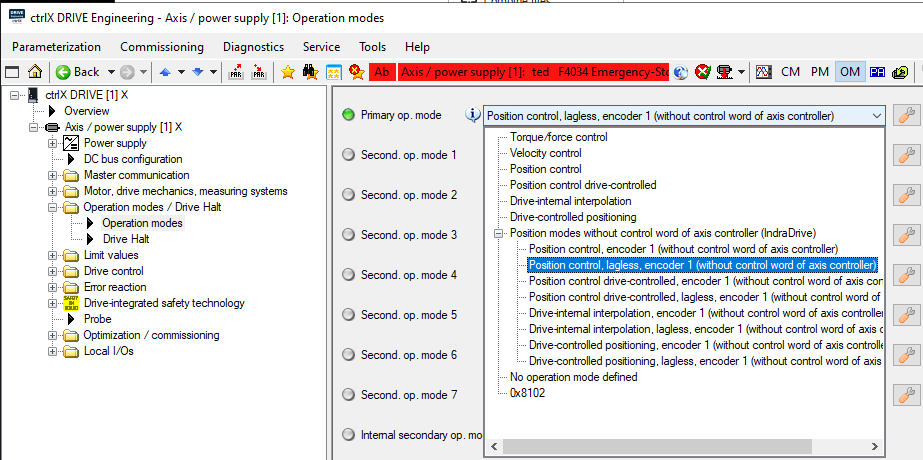 ctrlX DRIVE Engineering - Axis / power supply [1]: Operation modes
Parameterization Commissioning Diagnostics Service Tools Help
Back PAR PAR Ab Axis / power supply [1]: ted F4034 Emergency-Sto CM PM OM
ctrlX DRIVE [1] X
Overview
Axis / power supply [1] X
Power supply
DC bus configuration
Master communication
Motor, drive mechanics, measuring systems
Operation modes / Drive Halt
Operation modes
Drive Halt
Limit values
Drive control
Error reaction
Drive-integrated safety technology
Probe
Optimization / commissioning
Local I/Os
Primary op. mode
Second. op. mode 1
Second. op. mode 2
Second. op. mode 3
Second. op. mode 4
Second. op. mode 5
Second. op. mode 6
Second. op. mode 7
Internal secondary op. mo
Position control, lagless, encoder 1 (without control word of axis controller)
Torque/force control
Velocity control
Position control
Position control drive-controlled
Drive-internal interpolation
Drive-controlled positioning
Position modes without control word of axis controller (IndraDrive)
Position control, encoder 1 (without control word of axis controller)
Position control, lagless, encoder 1 (without control word of axis controller)
Position control drive-controlled, encoder 1 (without control word of axis con
Position control drive-controlled, lagless, encoder 1 (without control word of
Drive-internal interpolation, encoder 1 (without control word of axis controller
Drive-internal interpolation, lagless, encoder 1 (without control word of axis c
Drive-controlled positioning, encoder 1 (without control word of axis controlle
Drive-controlled positioning, lagless, encoder 1 (without control word of axis
No operation mode defined
0x8102